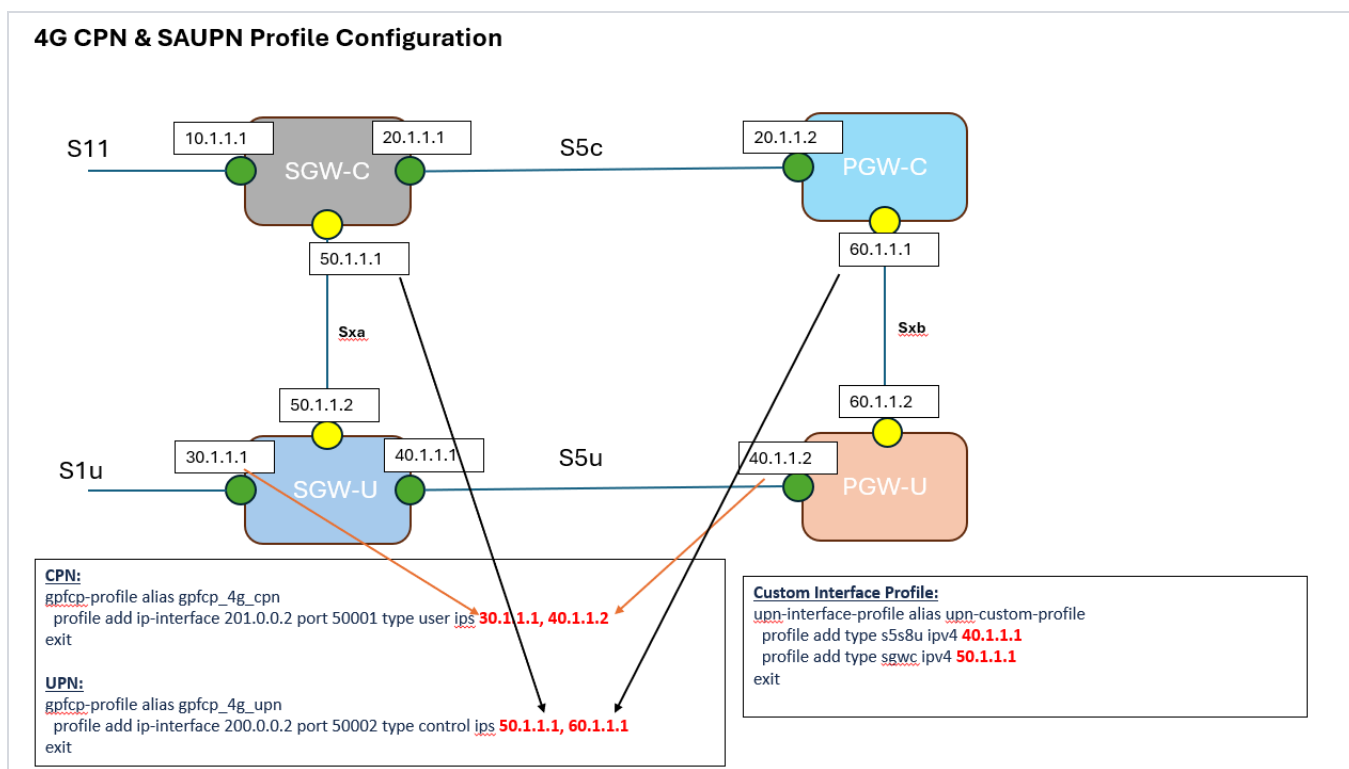 4G CPN & SAUPN Profile Configuration
S11
10.1.1.1
SGW-C
20.1.1.1
S5c
20.1.1.2
PGW-C
50.1.1.1
60.1.1.1
Sxa
Sxb
50.1.1.2
60.1.1.2
S1u
30.1.1.1
SGW-U
40.1.1.1
S5u
40.1.1.2
PGW-U
CPN:
gpfcp-profile alias gpfcp_4g_cpn
profile add ip-interface 201.0.0.2 port 50001 type user ips 30.1.1.1, 40.1.1.2
exit
UPN:
gpfcp-profile alias gpfcp_4g_upn
profile add ip-interface 200.0.0.2 port 50002 type control ips 50.1.1.1, 60.1.1.1
exit
Custom Interface Profile:
upn-interface-profile alias upn-custom-profile
profile add type s5s8u ipv4 40.1.1.1
profile add type sgwc ipv4 50.1.1.1
exit